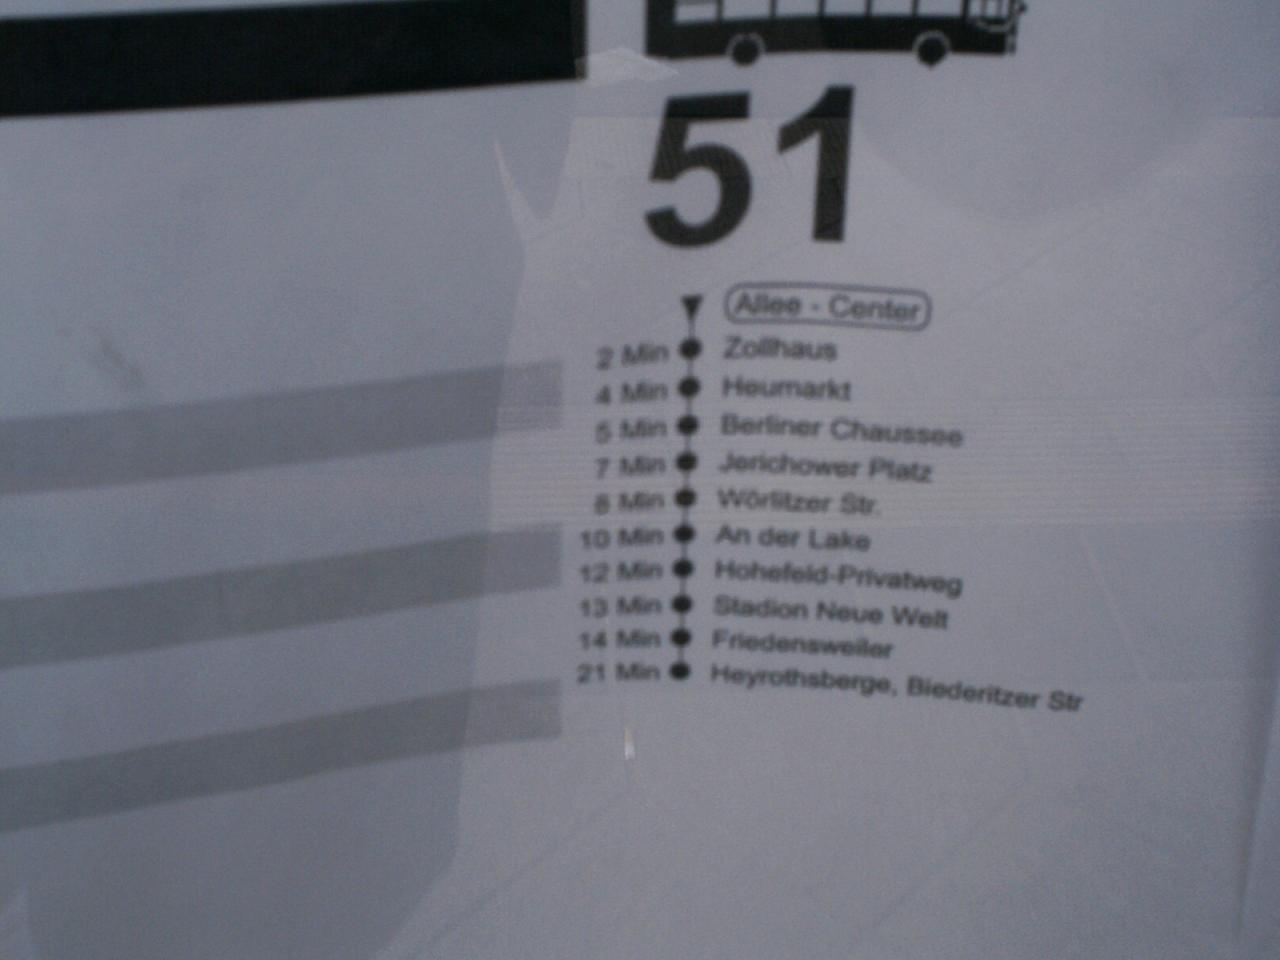 51
Allee - Center
2 Min Zollhaus
4 Min Heumarkt
5 Min Berliner Chaussee
7 Min Jerichower Platz
8 Min Wörlitzer Str.
10 Min An der Lake
12 Min Hohefeld-Privatweg
13 Min Stadion Neue Welt
14 Min Friedensweiler
21 Min Heyrothsberge, Biederitzer Str